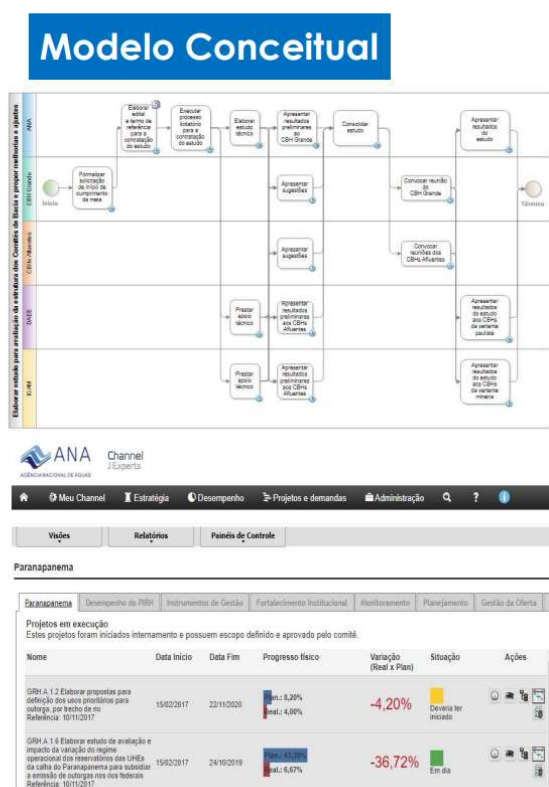 Modelo Conceitual
Elaborar estudo para avaliação da estrutura dos Comitês de Bacia e propor melhorias e ajustes
ANA
Elaborar
edital
e termo de
referência
para a
contratação
do estudo
Executar
processo
licitatório
para a
contratação
do estudo
Elaborar
estudo
técnico
Apresentar
resultados
preliminares
ao
CBH Grande
Consolidar
estudo
Apresentar
resultados
do
estudo
CBH Grande
Início
Formalizar
solicitação
de início de
cumprimento
de meta
Apresentar
sugestões
Convocar reunião
do
CBH Grande
Término
CBHs Afluentes
Apresentar
sugestões
Convocar
reuniões dos
CBHs Afluentes
DAEE
Prestar
apoio
técnico
Apresentar
resultados
preliminares
aos CBHs
Afluentes
Apresentar
resultados
do estudo
aos CBHs
da vertente
paulista
IGAM
Prestar
apoio
técnico
Apresentar
resultados
preliminares
aos CBHs
Afluentes
Apresentar
resultados
do estudo
aos CBHs
da vertente
mineira
ANA
AGÊNCIA NACIONAL DE ÁGUAS
Channel
JExperts
Meu Channel Estratégia Desempenho Projetos e demandas Administração ?
Visões Relatórios Painéis de Controle
Paranapanema
Paranapanema Desempenho do PIRH Instrumentos de Gestão Fortalecimento Institucional Monitoramento Planejamento Gestão da Oferta
Projetos em execução
Estes projetos foram iniciados internamento e possuem escopo definido e aprovado pelo comitê.
Nome Data Início Data Fim Progresso físico Variação (Real x Plan) Situação Ações
GRH.A.1.2 Elaborar propostas para
definição dos usos prioritários para
outorga, por trecho de rio
Referência: 10/11/2017
15/02/2017 22/11/2020
Plan.: 8,20%
Real.: 4,00%
-4,20%
Deveria ter
iniciado
GRH.A.1.6 Elaborar estudo de avaliação e
impacto da variação do regime
operacional dos reservatórios das UHEs
da calha do Paranapanema para subsidiar
a emissão de outorgas nos rios federais
Referência: 10/11/2017
15/02/2017 24/10/2019
Plan.: 43,39%
Real.: 6,67%
-36,72%
Em dia